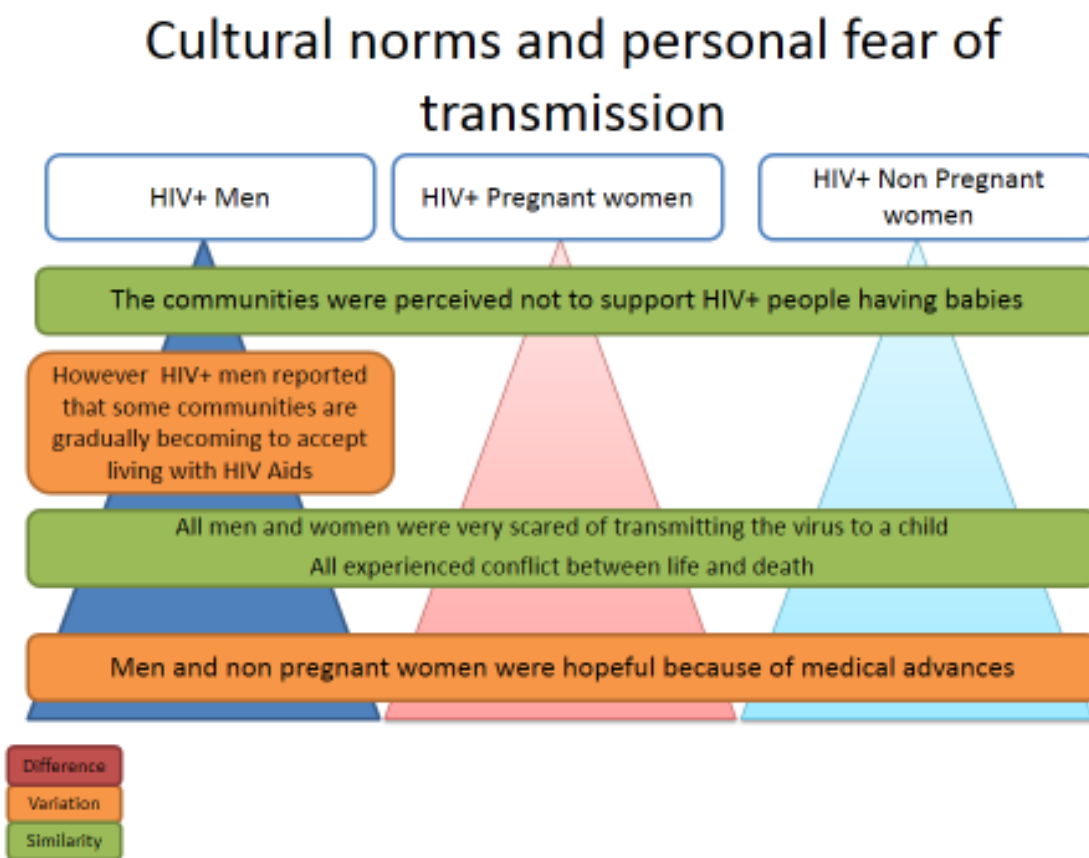 Cultural norms and personal fear of
transmission
HIV+ Men
HIV+ Pregnant women
HIV+ Non Pregnant
women
The communities were perceived not to support HIV+ people having babies
However  HIV+ men reported
that some communities are
gradually becoming to accept
living with HIV Aids
All men and women were very scared of transmitting the virus to a child
All experienced conflict between life and death
Men and non pregnant women were hopeful because of medical advances
Difference
Variation
Similarity